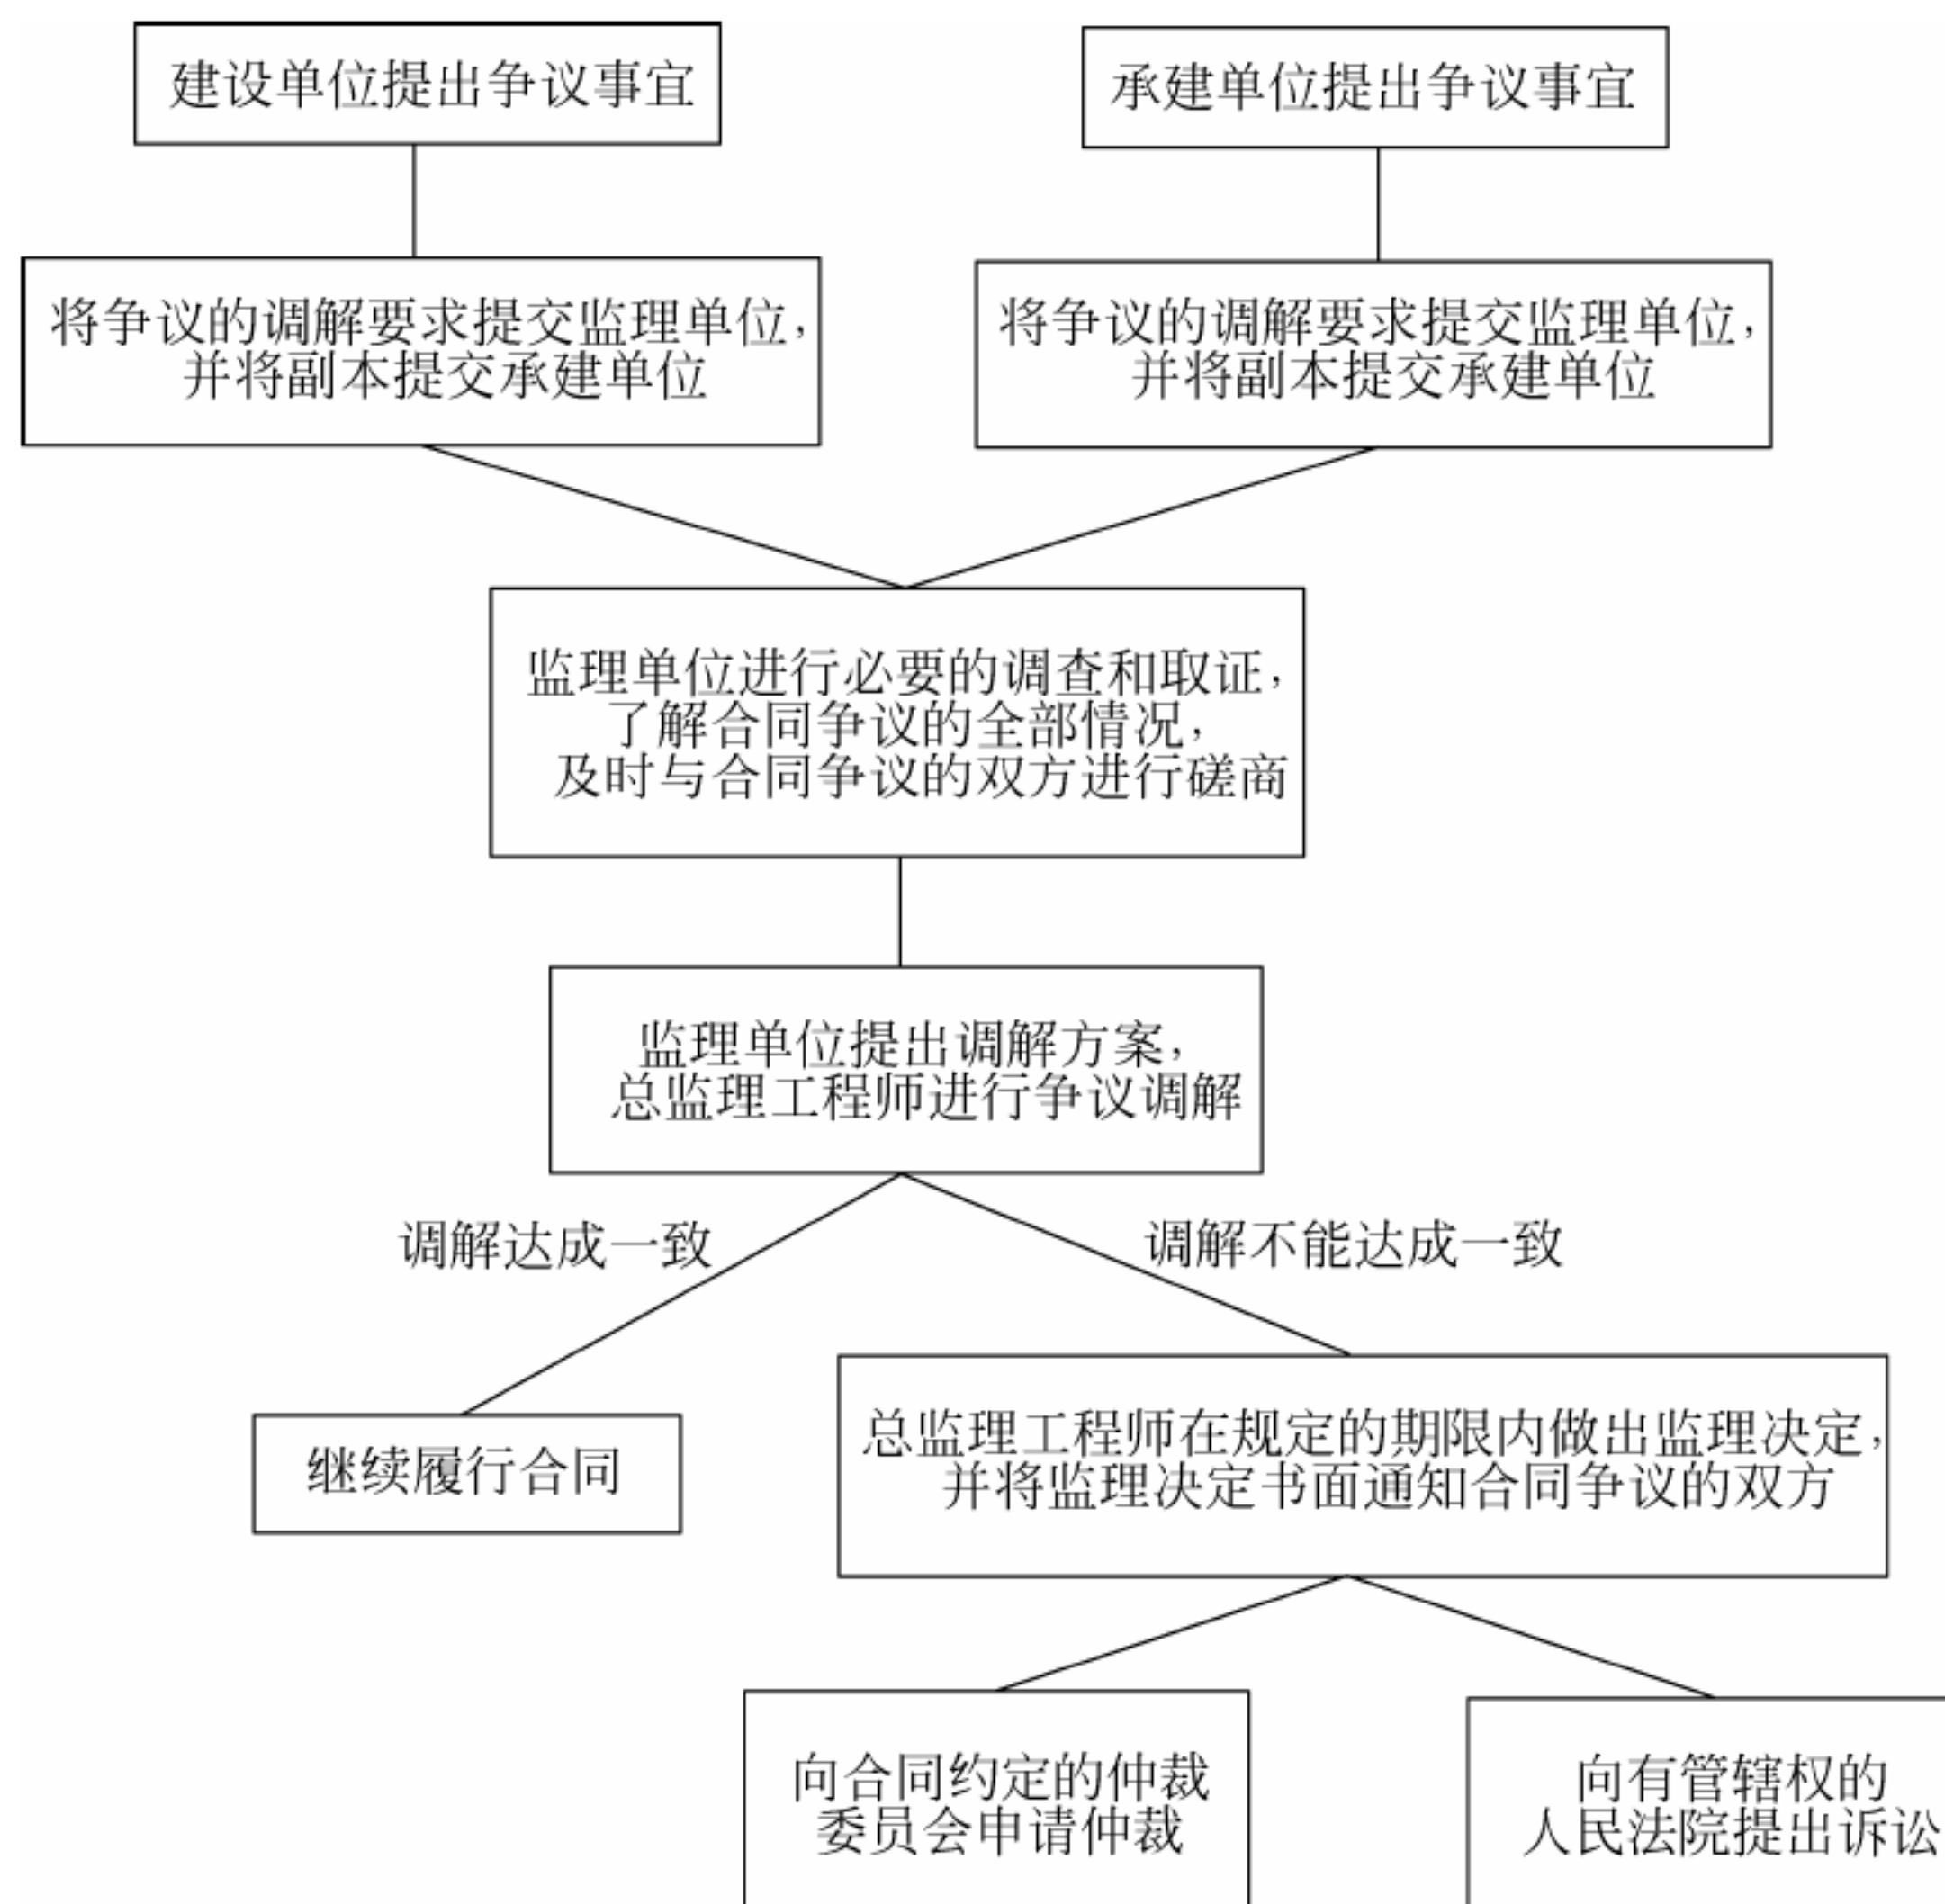 建设单位提出争议事宜
承建单位提出争议事宜
将争议的调解要求提交监理单位，
并将副本提交承建单位
将争议的调解要求提交监理单位，
并将副本提交承建单位
监理单位进行必要的调查和取证，
了解合同争议的全部情况，
及时与合同争议的双方进行磋商
监理单位提出调解方案，
总监理工程师进行争议调解
调解达成一致
调解不能达成一致
继续履行合同
总监理工程师在规定的期限内做出监理决定，
并将监理决定书面通知合同争议的双方
向合同约定的仲裁
委员会申请仲裁
向有管辖权的
人民法院提出诉讼